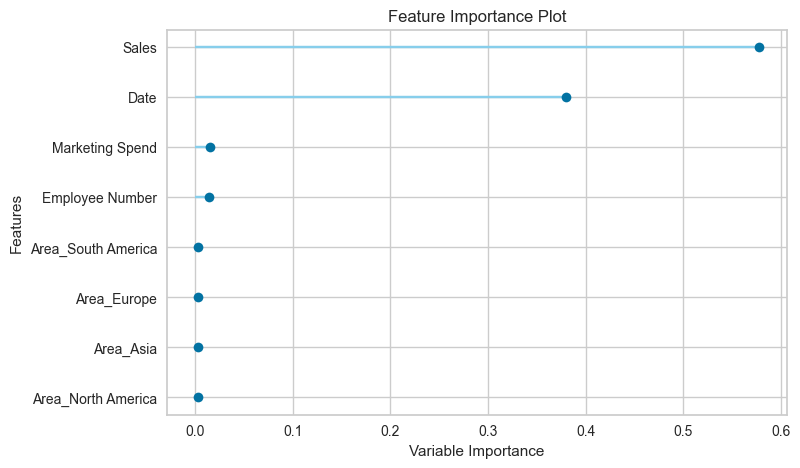 Feature Importance Plot
Sales
Date
Marketing Spend
Employee Number
Area_South America
Area_Europe
Area_Asia
Area_North America
Features
0.0 0.1 0.2 0.3 0.4 0.5 0.6
Variable Importance